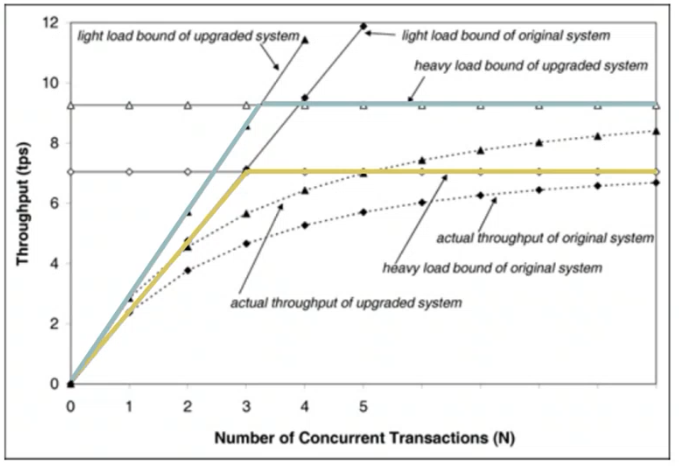 12
light load bound of upgraded system
light load bound of original system
heavy load bound of upgraded system
10
8
Throughput (tps)
6
actual throughput of original system
4
heavy load bound of original system
actual throughput of upgraded system
2
0
0 1 2 3 4 5
Number of Concurrent Transactions (N)